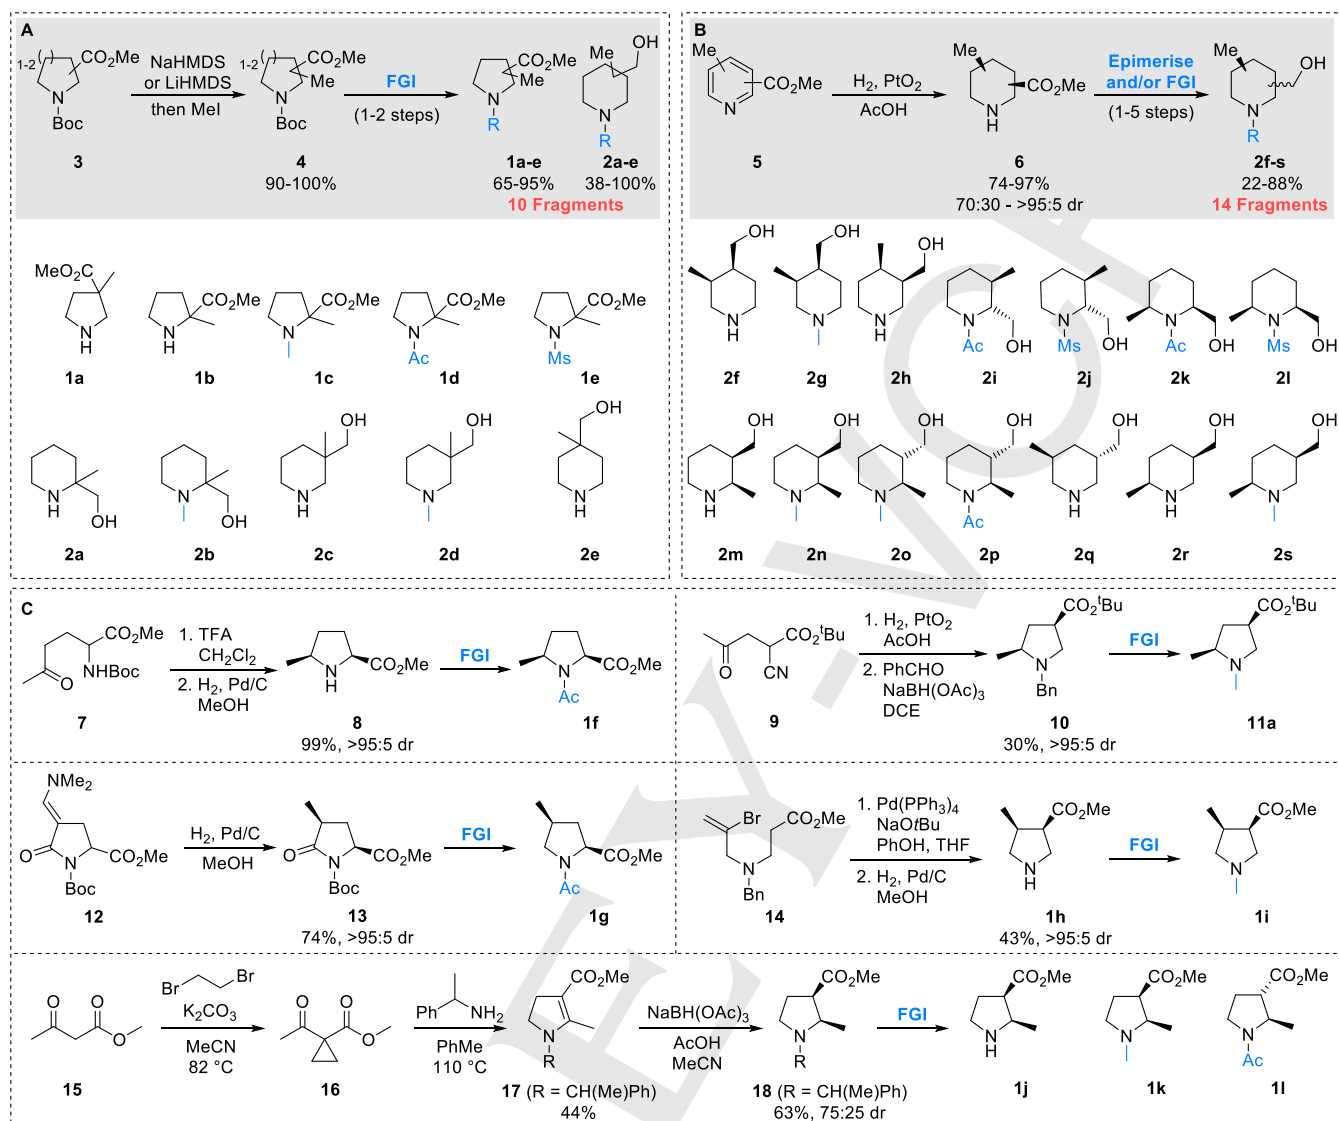 A
1-2
CO2Me
N
Boc
3
NaHMDS
or LiHMDS
then MeI
1-2
CO2Me
Me
N
Boc
4
90-100%
FGI
(1-2 steps)
CO2Me
Me
N
R
1a-e
65-95%
Me
OH
N
R
2a-e
38-100%
10 Fragments
MeO2C
N
H
1a
CO2Me
N
H
1b
CO2Me
N
1c
CO2Me
N
Ac
1d
CO2Me
N
Ms
1e
N
H
OH
2a
N
OH
2b
OH
N
H
2c
OH
N
2d
OH
N
H
2e
B
Me
CO2Me
N
5
H2, PtO2
AcOH
Me
CO2Me
N
H
6
74-97%
70:30 - >95:5 dr
Epimerise
and/or FGI
(1-5 steps)
Me
OH
N
R
2f-s
22-88%
14 Fragments
OH
N
H
2f
OH
N
2g
OH
N
H
2h
N
Ac
OH
2i
N
Ms
OH
2j
N
Ac
OH
2k
N
Ms
OH
2l
OH
N
H
2m
OH
N
2n
OH
N
2o
OH
N
Ac
2p
OH
N
H
2q
OH
N
H
2r
OH
N
2s
C
CO2Me
NHBoc
O
7
1. TFA
CH2Cl2
2. H2, Pd/C
MeOH
N
H
CO2Me
8
99%, >95:5 dr
FGI
N
Ac
CO2Me
1f
O
CO2tBu
CN
9
1. H2, PtO2
AcOH
2. PhCHO
NaBH(OAc)3
DCE
CO2tBu
N
Bn
10
30%, >95:5 dr
FGI
CO2tBu
N
11a
NMe2
O
N
CO2Me
Boc
12
H2, Pd/C
MeOH
O
N
CO2Me
Boc
13
74%, >95:5 dr
FGI
N
CO2Me
Ac
1g
Br
CO2Me
N
Bn
14
1. Pd(PPh3)4
NaOtBu
PhOH, THF
2. H2, Pd/C
MeOH
CO2Me
N
H
1h
43%, >95:5 dr
FGI
CO2Me
N
1i
O
O
O
15
Br
Br
K2CO3
MeCN
82 °C
O
O
O
16
Ph
NH2
PhMe
110 °C
CO2Me
N
R
17 (R = CH(Me)Ph)
44%
NaBH(OAc)3
AcOH
MeCN
CO2Me
N
R
18 (R = CH(Me)Ph)
63%, 75:25 dr
FGI
CO2Me
N
H
1j
CO2Me
N
1k
CO2Me
N
Ac
1l